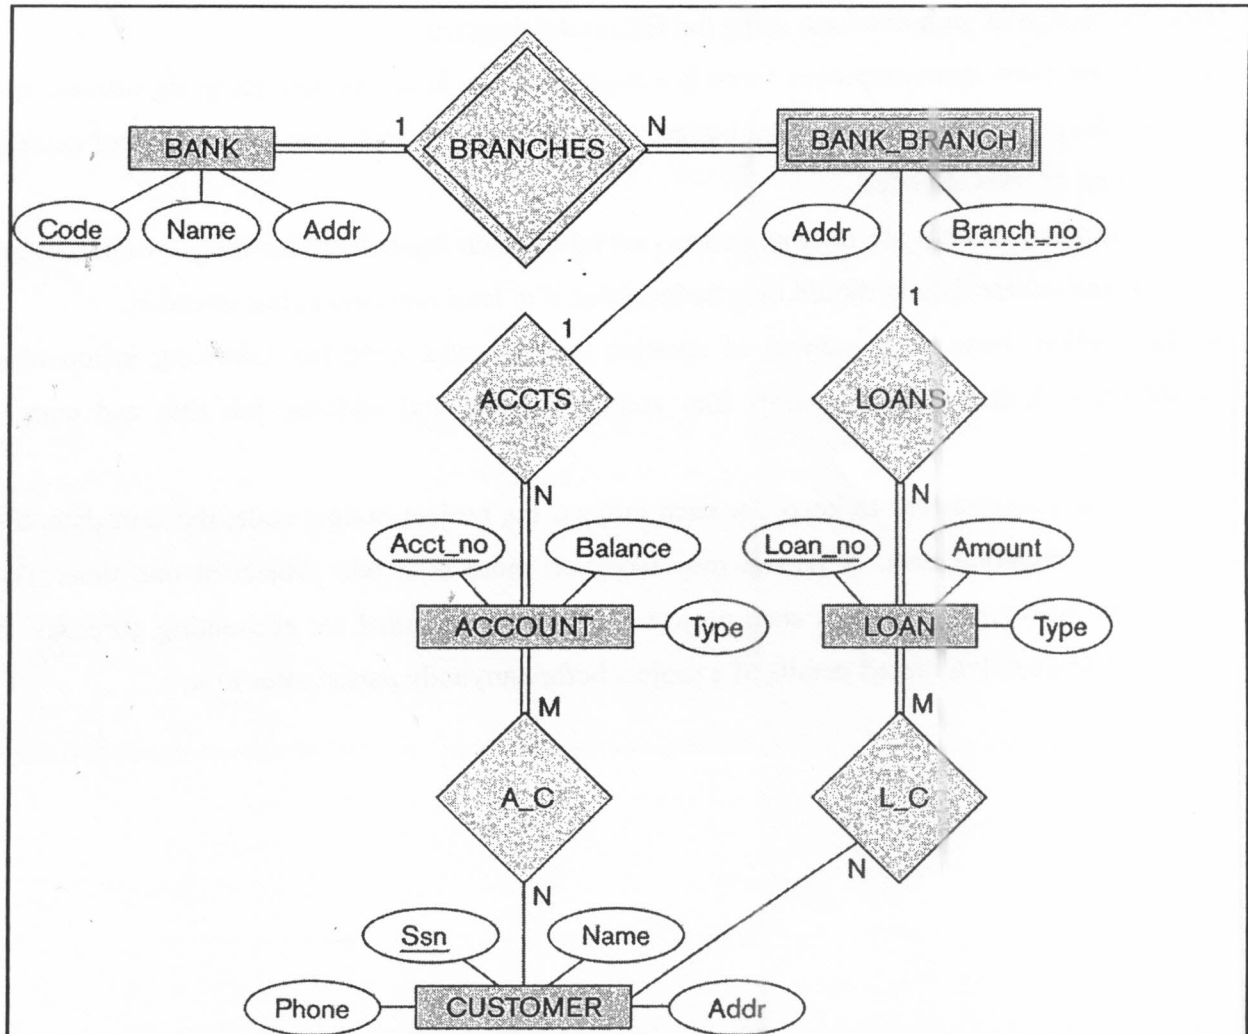 1
N
BANK
BRANCHES
BANK_BRANCH
Code
Name
Addr
Addr
Branch_no
1
1
ACCTS
LOANS
N
N
Acct_no
Balance
Loan_no
Amount
ACCOUNT
Type
LOAN
Type
M
M
A_C
L_C
N
N
Ssn
Name
Phone
CUSTOMER
Addr